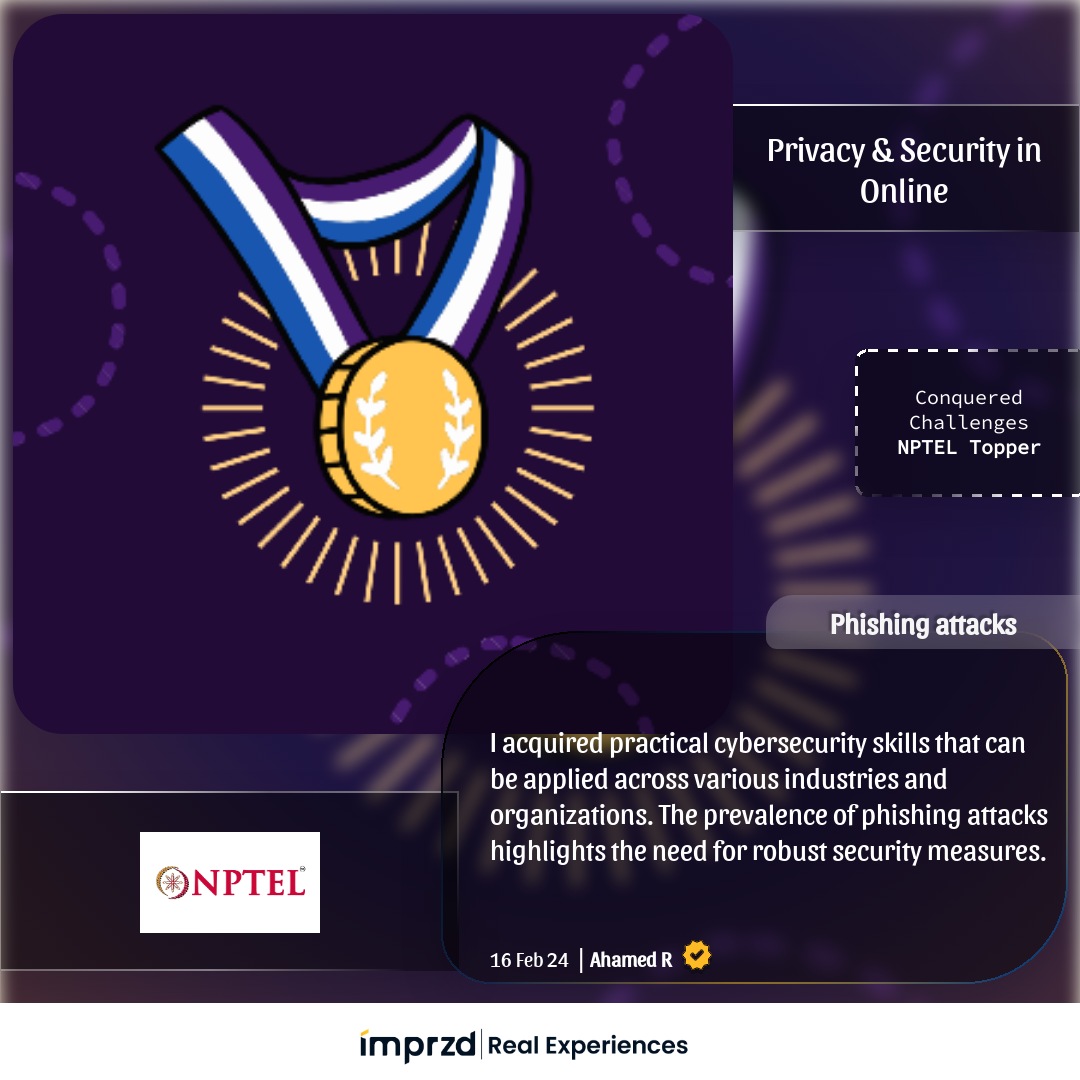 Privacy & Security in
Online
Conquered
Challenges
NPTEL Topper
Phishing attacks
I acquired practical cybersecurity skills that can
be applied across various industries and
organizations. The prevalence of phishing attacks
highlights the need for robust security measures.
NPTEL
16 Feb 24 | Ahamed R
imprzd | Real Experiences